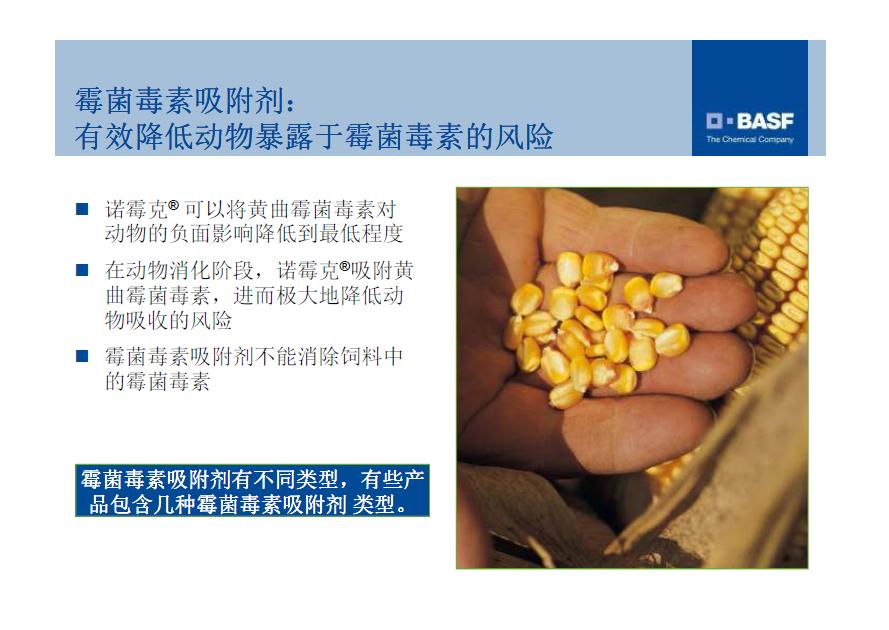 霉菌毒素吸附剂：
有效降低动物暴露于霉菌毒素的风险
BASF
The Chemical Company
■ 诺霉克® 可以将黄曲霉菌毒素对
动物的负面影响降低到最低程度
■ 在动物消化阶段，诺霉克®吸附黄
曲霉菌毒素，进而极大地降低动
物吸收的风险
■ 霉菌毒素吸附剂不能消除饲料中
的霉菌毒素
霉菌毒素吸附剂有不同类型，有些产
品包含几种霉菌毒素吸附剂 类型。